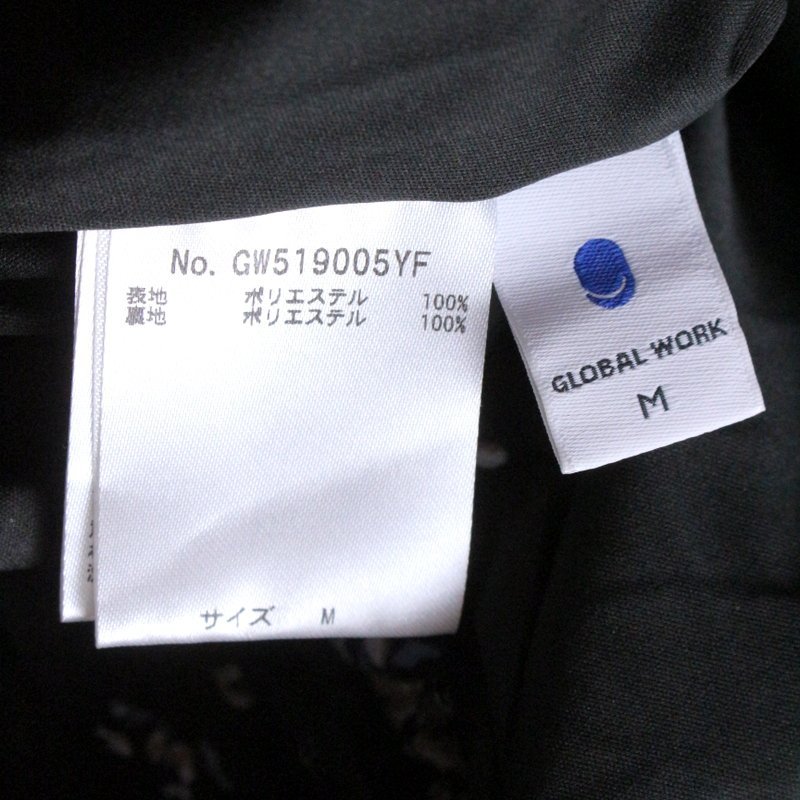 No. GW519005YF
表地 ポリエステル 100%
裏地 ポリエステル 100%
サイズ M
GLOBAL WORK
M